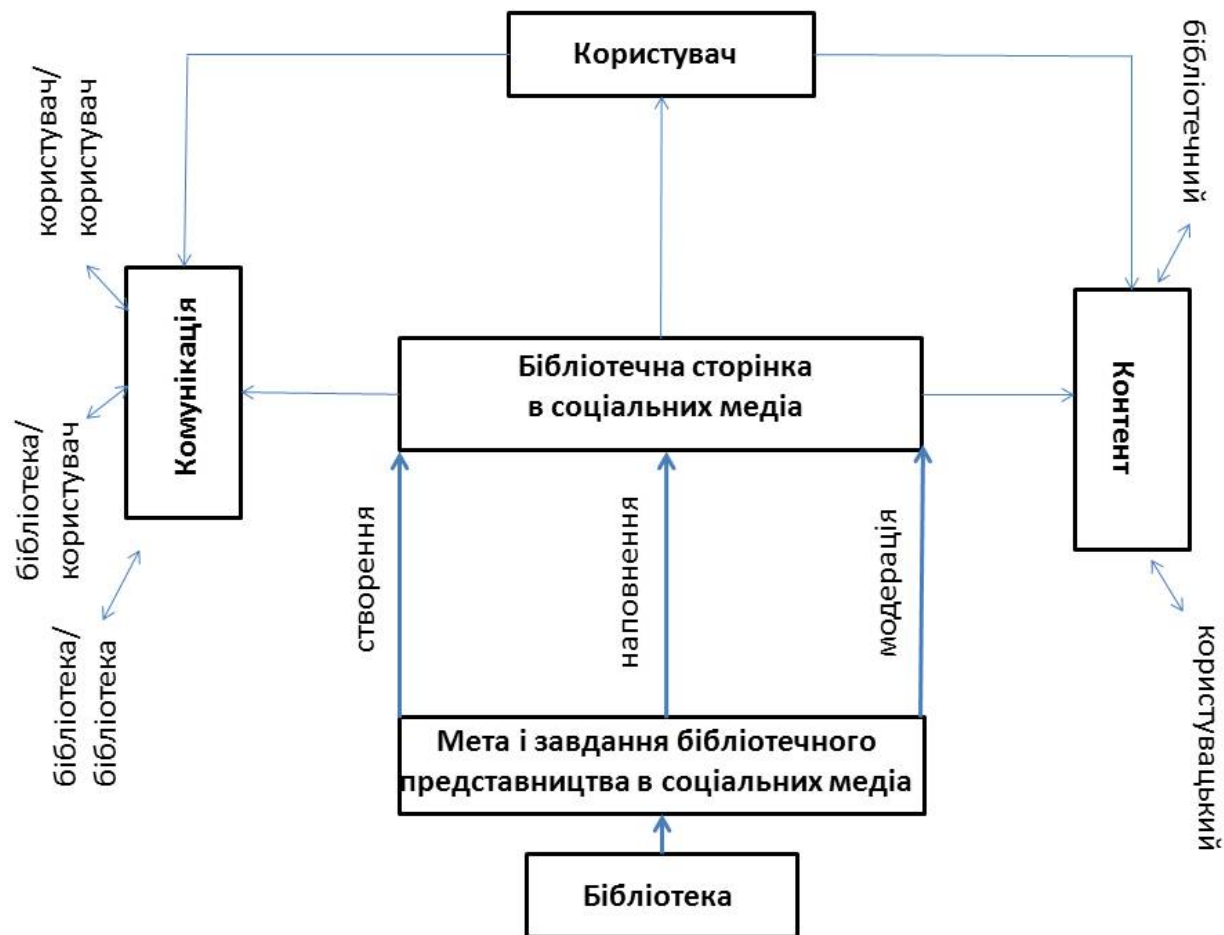 Користувач
користувач/
користувач
бібліотечний
Комунікація
Бібліотечна сторінка
в соціальних медіа
Контент
бібліотека/
користувач
створення
наповнення
модерація
бібліотека/
бібліотека
користувацький
Мета і завдання бібліотечного
представництва в соціальних медіа
Бібліотека